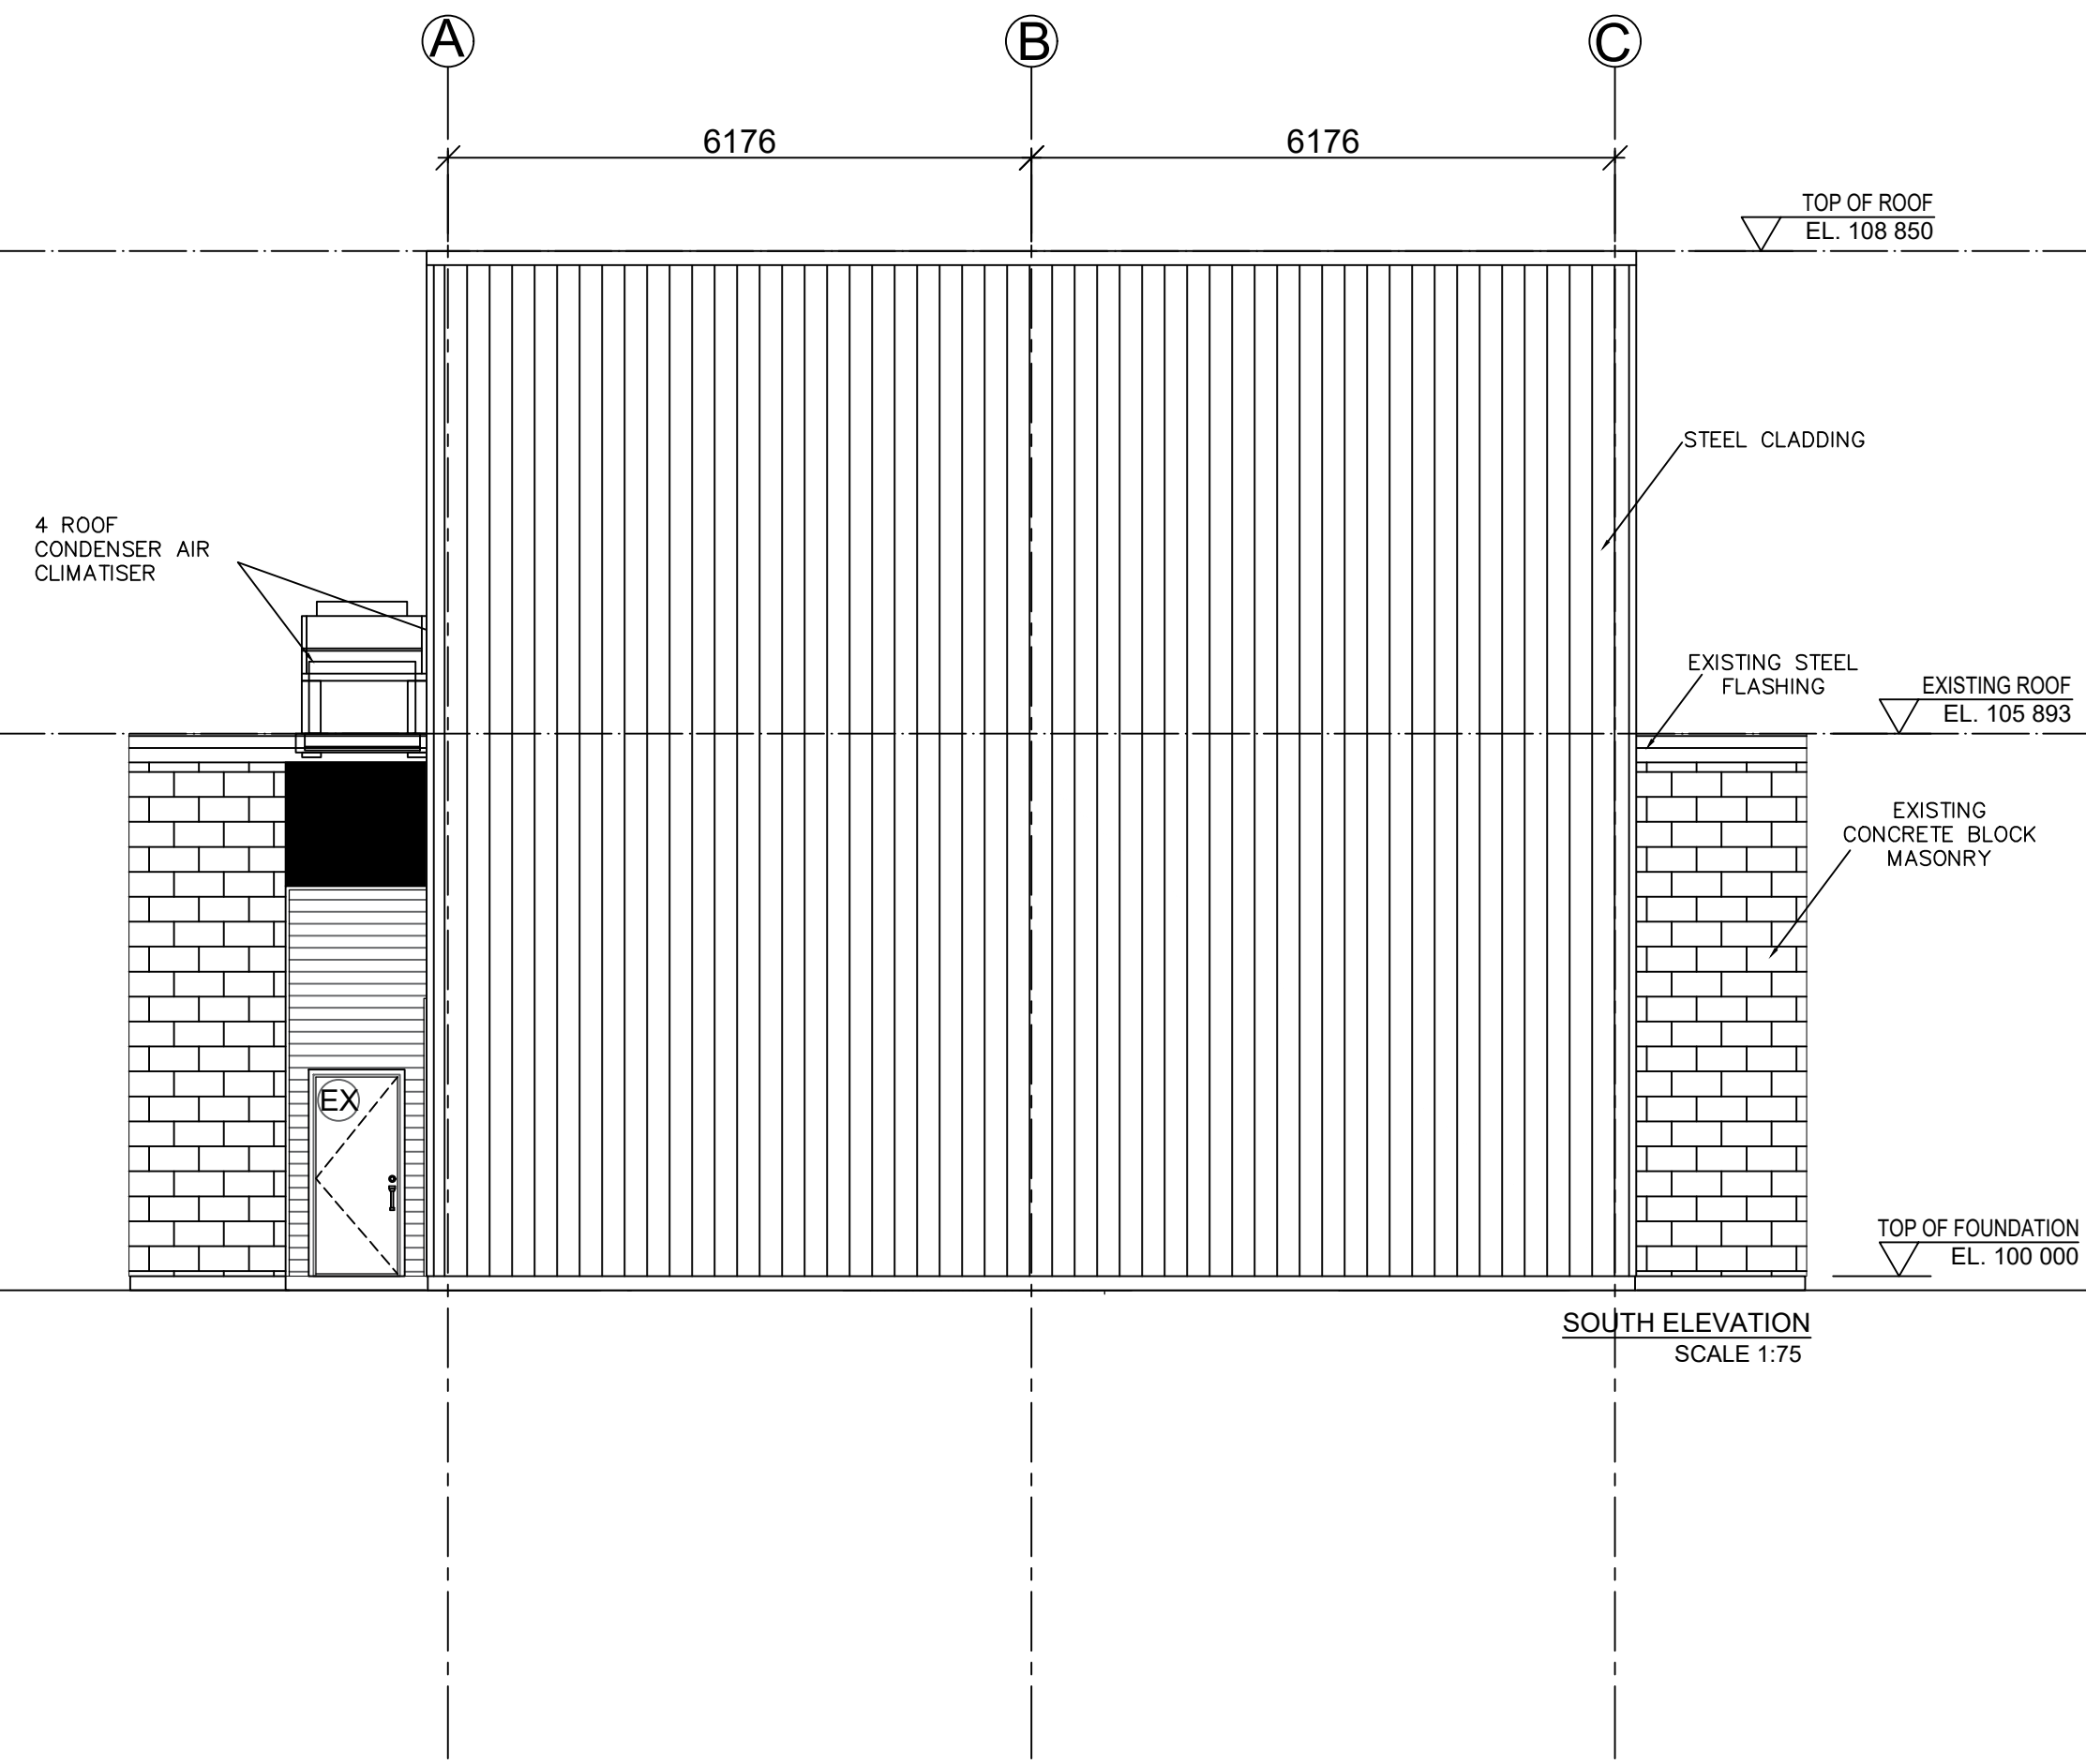 A
B
C
6176
6176
TOP OF ROOF
EL. 108 850
STEEL CLADDING
4 ROOF
CONDENSER AIR
CLIMATISER
EXISTING STEEL
FLASHING
EXISTING ROOF
EL. 105 893
EXISTING
CONCRETE BLOCK
MASONRY
EX
TOP OF FOUNDATION
EL. 100 000
SOUTH ELEVATION
SCALE 1:75